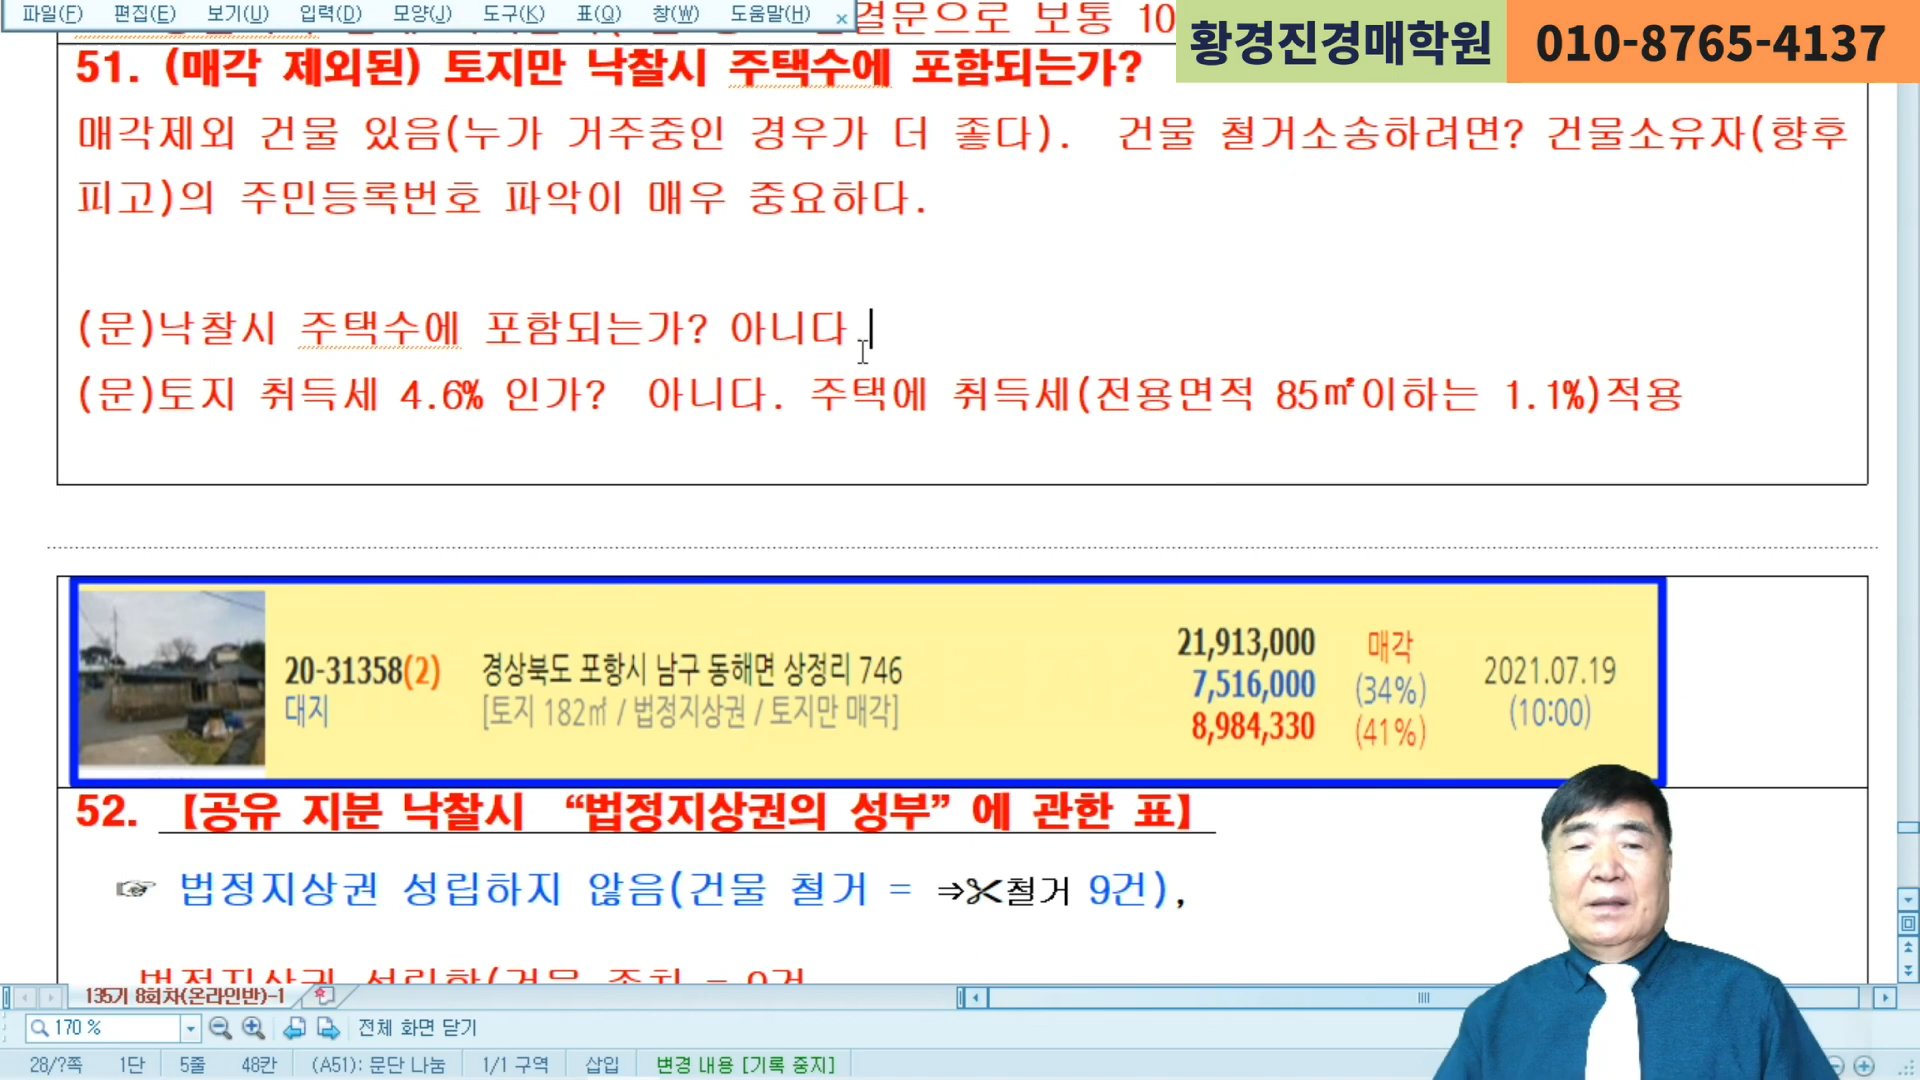 파일(F) 편집(E) 보기(U) 입력(D) 모양(J) 도구(K) 표(Q) 창(W) 도움말(H) ×
결문으로 보통 10
황경진경매학원 010-8765-4137
51. (매각 제외된) 토지만 낙찰시 주택수에 포함되는가?
매각제외 건물 있음(누가 거주중인 경우가 더 좋다). 건물 철거소송하려면? 건물소유자(향후
피고)의 주민등록번호 파악이 매우 중요하다.
(문)낙찰시 주택수에 포함되는가? 아니다.
(문)토지 취득세 4.6% 인가? 아니다. 주택에 취득세(전용면적 85㎡이하는 1.1%)적용
20-31358(2) 경상북도 포항시 남구 동해면 상정리 746
대지 [토지 182㎡ / 법정지상권 / 토지만 매각]
21,913,000 매각
7,516,000 (34%)
8,984,330 (41%)
2021.07.19
(10:00)
52. 【공유 지분 낙찰시 “법정지상권의 성부” 에 관한 표】
☞ 법정지상권 성립하지 않음(건물 철거 = ⇒✂철거 9건),
법정지상권 성립함(건물 존치 = 9건
135기 8회차(온라인반)-1
170 % 전체 화면 닫기
28/?쪽 1단 5줄 48칸 (A51): 문단 나눔 1/1 구역 삽입 변경 내용 [기록 중지]